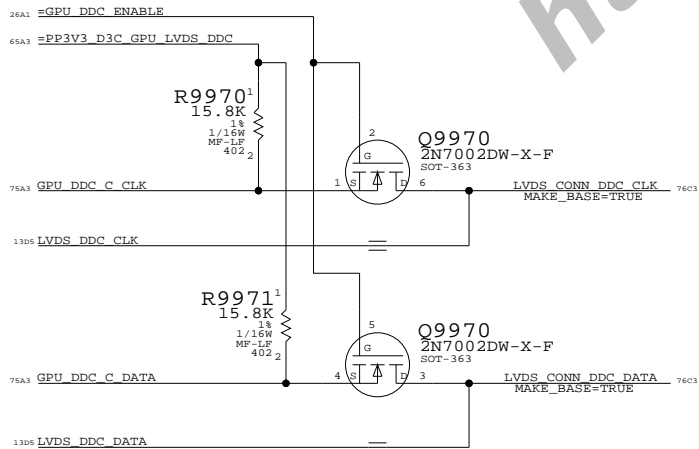 26A1 =GPU_DDC_ENABLE
65A3 =PP3V3_D3C_GPU_LVDS_DDC
R9970 1
15.8K
1%
1/16W
MF-LF
402 2
2
G
Q9970
2N7002DW-X-F
SOT-363
75A3 GPU_DDC_C_CLK
1 S D 6
LVDS_CONN_DDC_CLK 76C3
MAKE_BASE=TRUE
13D5 LVDS_DDC_CLK
R9971 1
15.8K
1%
1/16W
MF-LF
402 2
5
G
Q9970
2N7002DW-X-F
SOT-363
75A3 GPU_DDC_C_DATA
4 S D 3
LVDS_CONN_DDC_DATA 76C3
MAKE_BASE=TRUE
13D5 LVDS_DDC_DATA